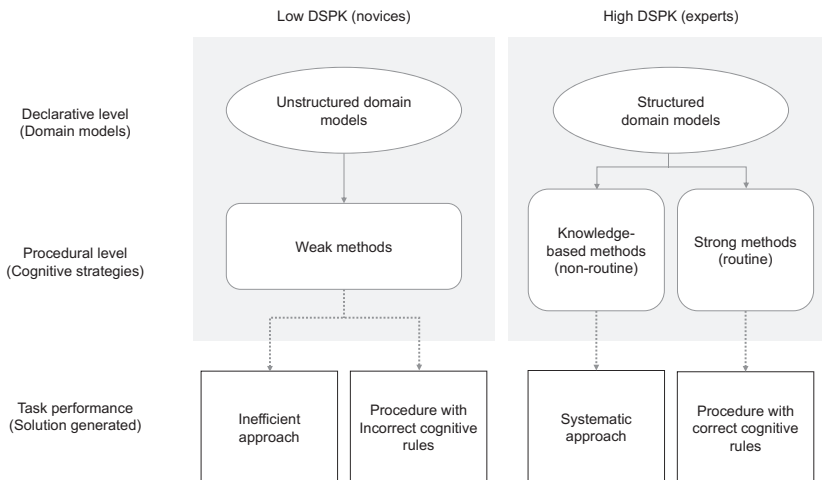 Low DSPK (novices)
High DSPK (experts)
Declarative level
(Domain models)
Unstructured domain
models
Structured
domain models
Procedural level
(Cognitive strategies)
Weak methods
Knowledge-
based methods
(non-routine)
Strong methods
(routine)
Task performance
(Solution generated)
Inefficient
approach
Procedure with
Incorrect cognitive
rules
Systematic
approach
Procedure with
correct cognitive
rules